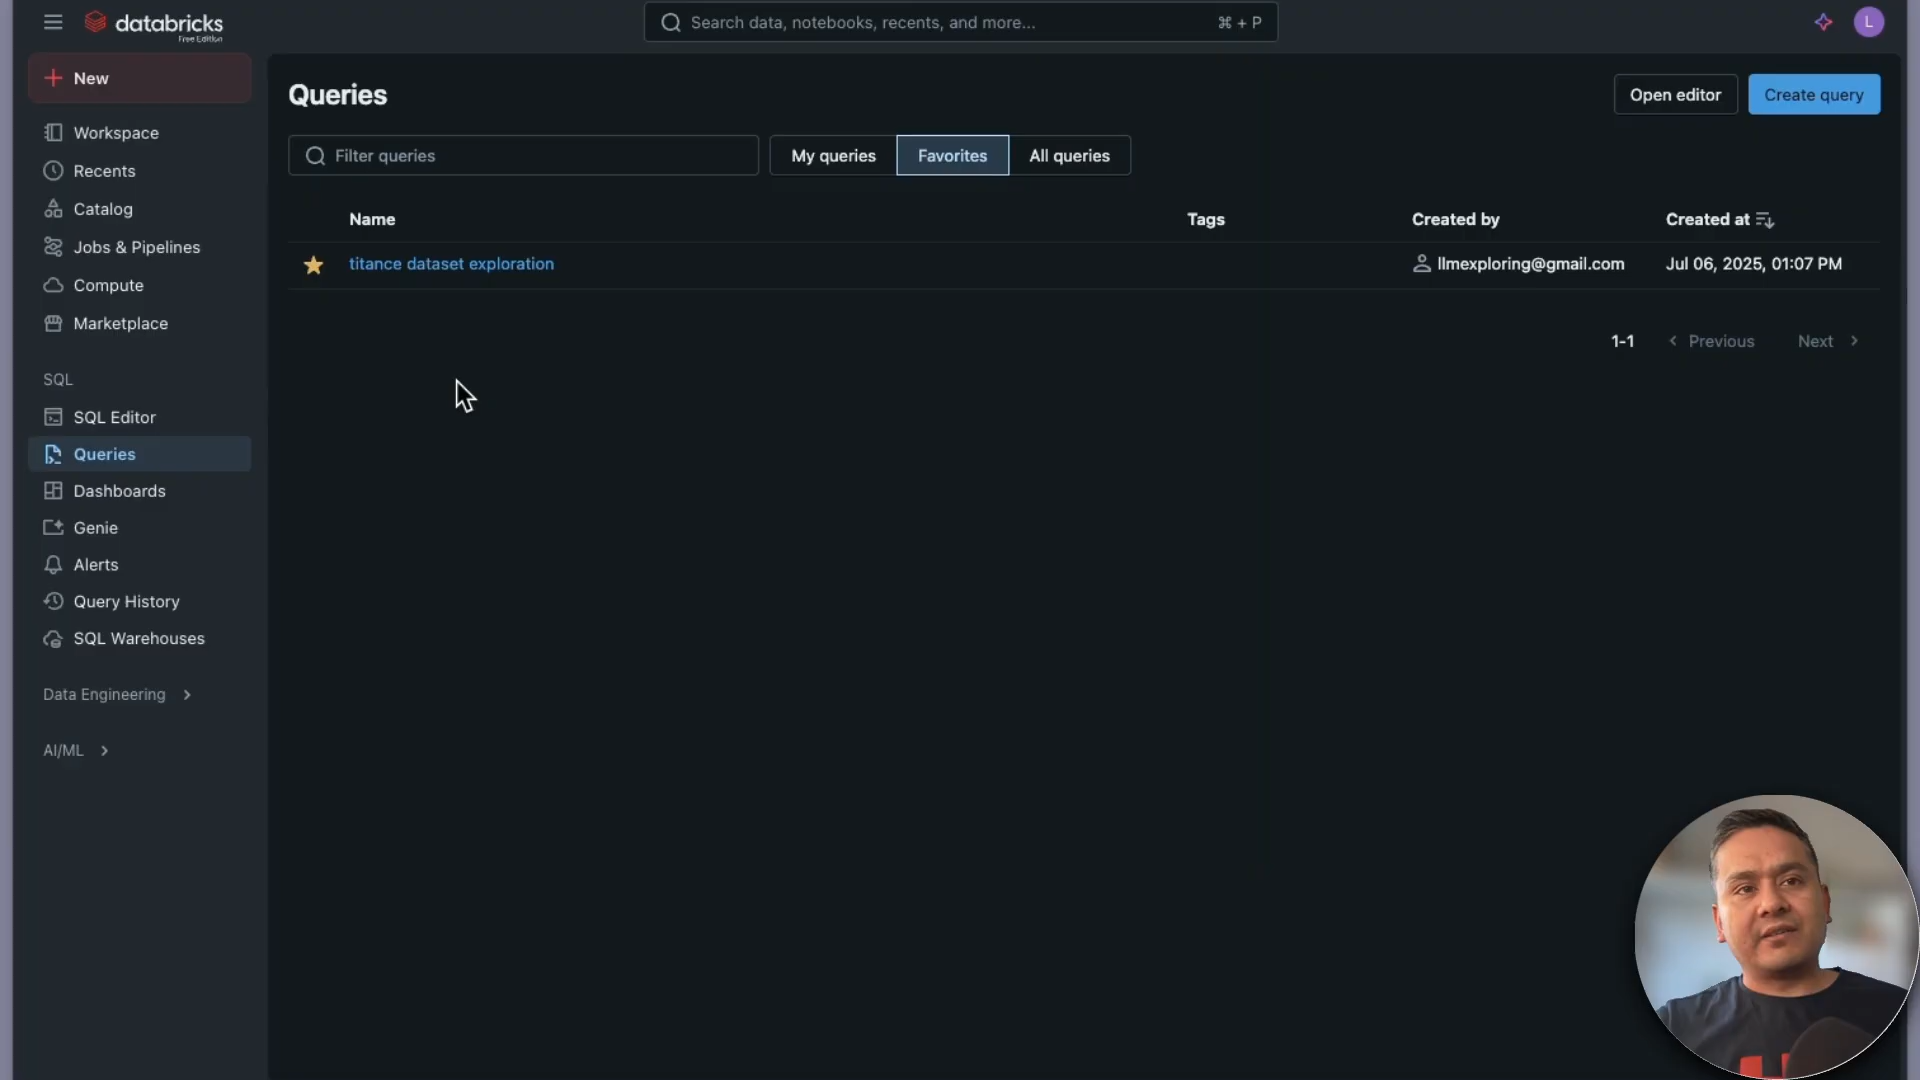 databricks
Free Edition
Search data, notebooks, recents, and more...
⌘ + P
L
New
Workspace
Recents
Catalog
Jobs & Pipelines
Compute
Marketplace
SQL
SQL Editor
Queries
Dashboards
Genie
Alerts
Query History
SQL Warehouses
Data Engineering
AI/ML
Queries
Open editor
Create query
Filter queries
My queries
Favorites
All queries
Name
Tags
Created by
Created at
titance dataset exploration
llmexploring@gmail.com
Jul 06, 2025, 01:07 PM
1-1
Previous
Next